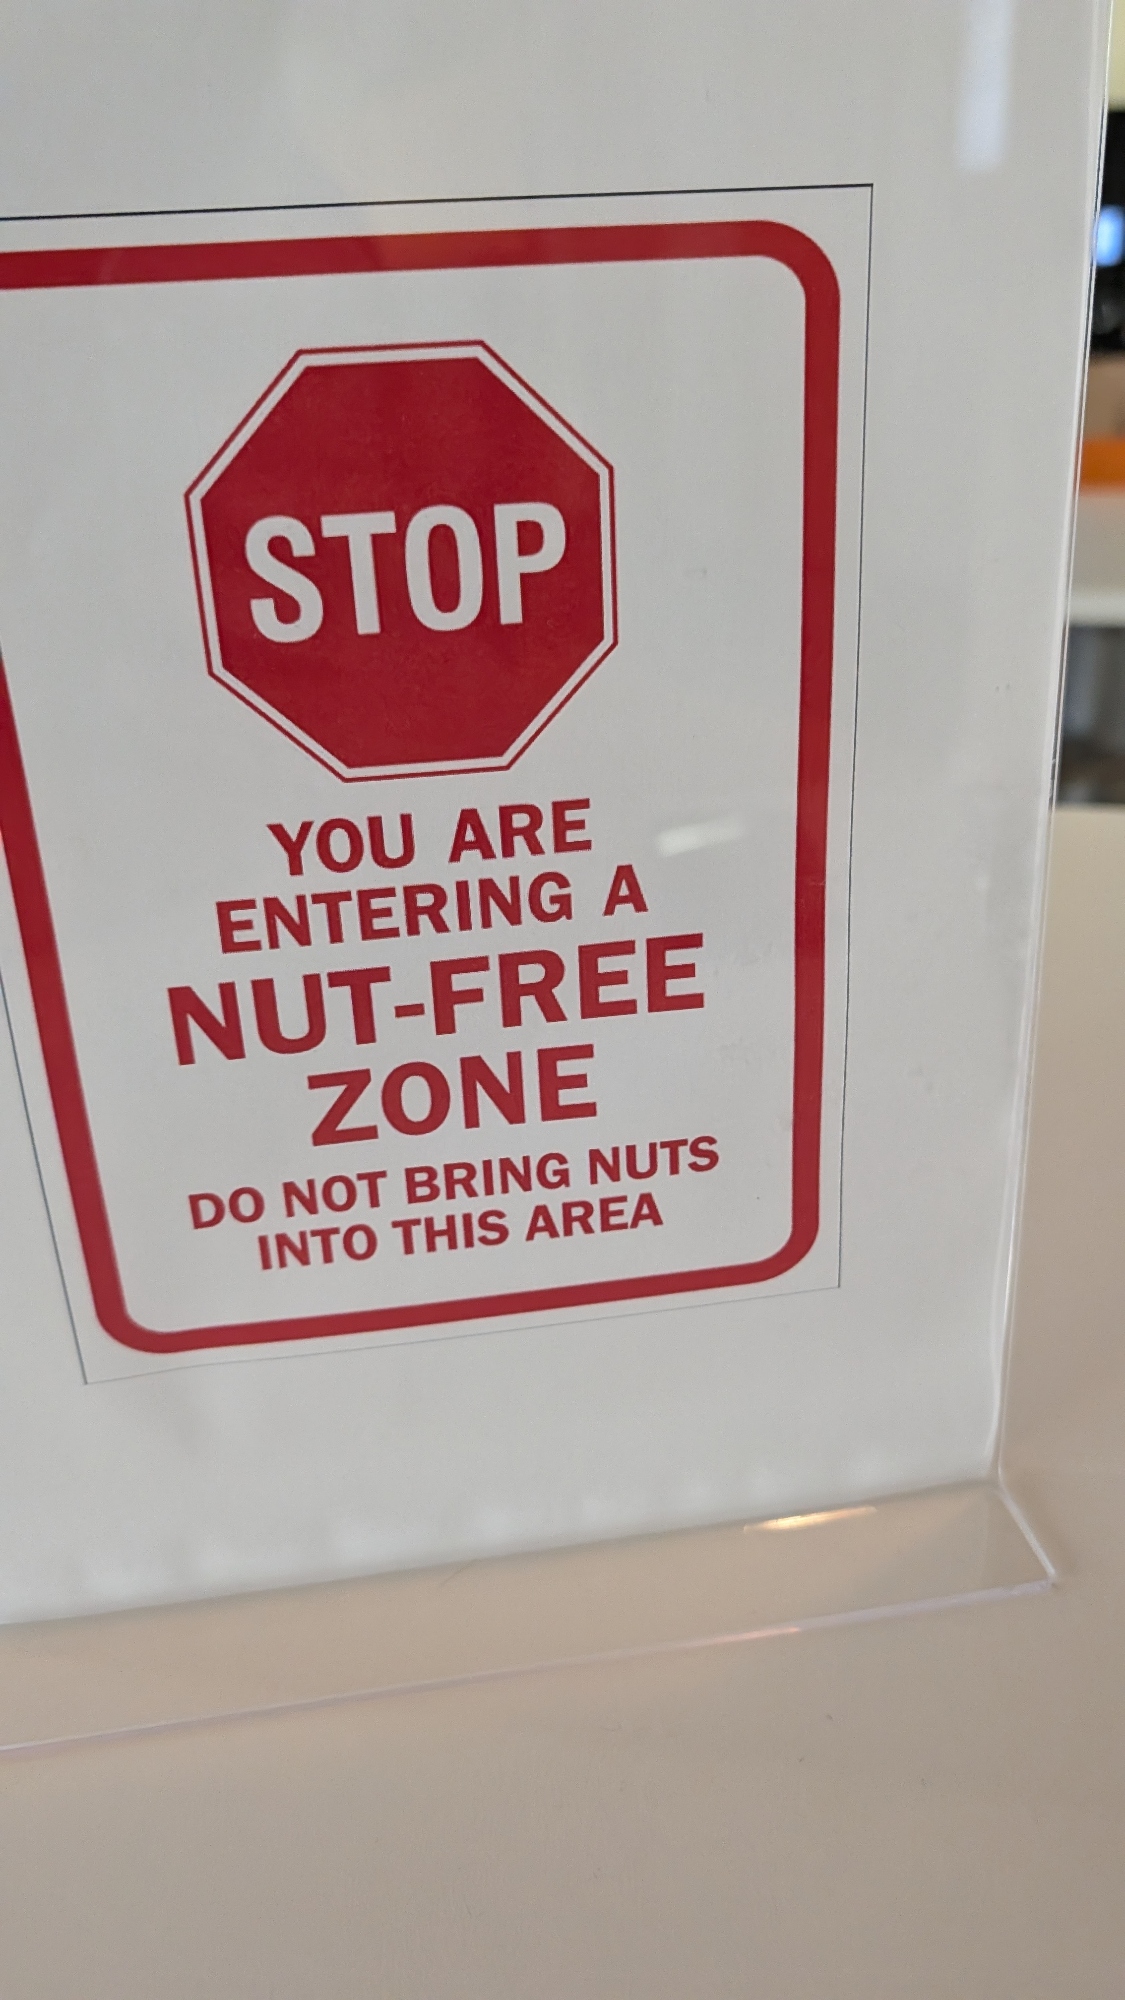 STOP
YOU ARE
ENTERING A
NUT-FREE
ZONE
DO NOT BRING NUTS
INTO THIS AREA